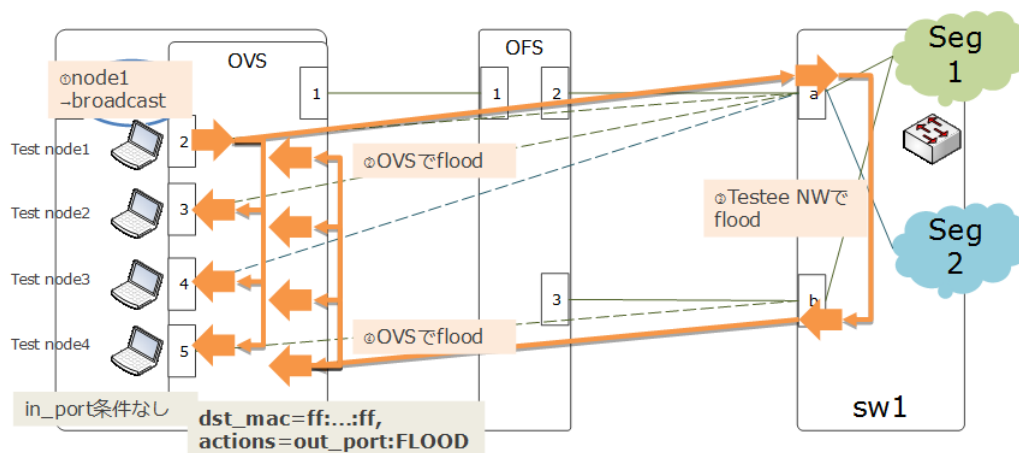 OVS
OFS
Seg
1
①node1
→broadcast
1
1
2
a
Test node1
2
②OVSでflood
Test node2
3
③Testee NWで
flood
Seg
2
Test node3
4
3
b
Test node4
5
④OVSでflood
in_port条件なし
dst_mac=ff:...:ff,
actions=out_port:FLOOD
sw1